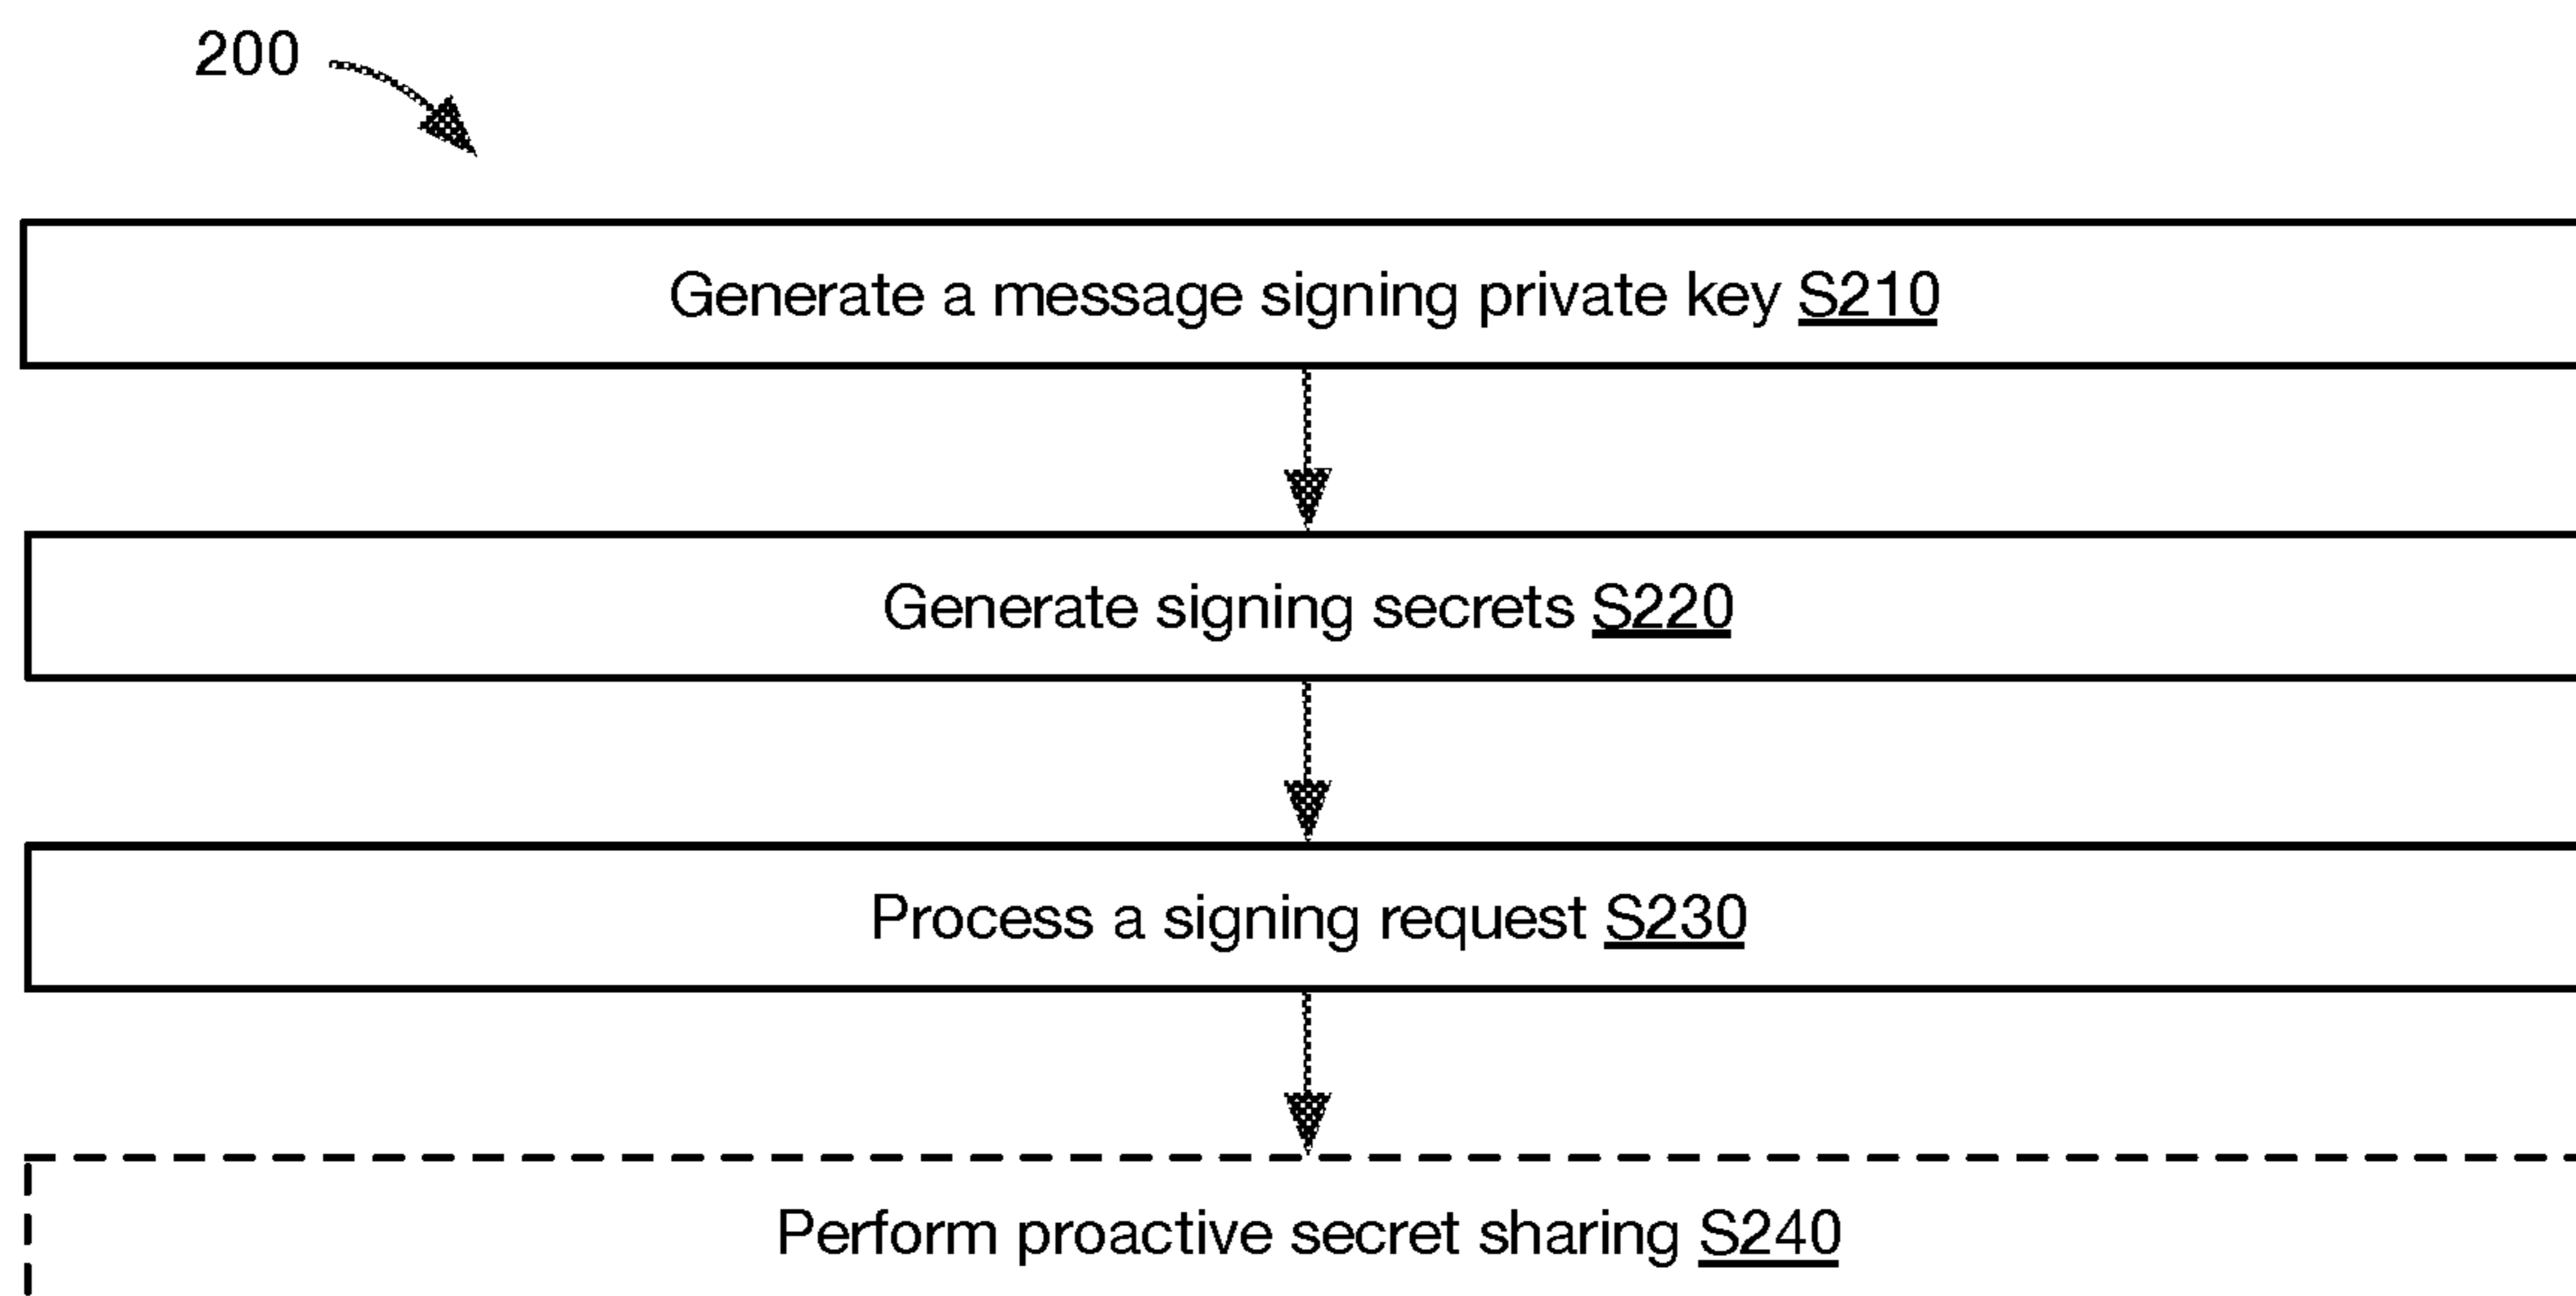 200
Generate a message signing private key S210
Generate signing secrets S220
Process a signing request S230
Perform proactive secret sharing S240